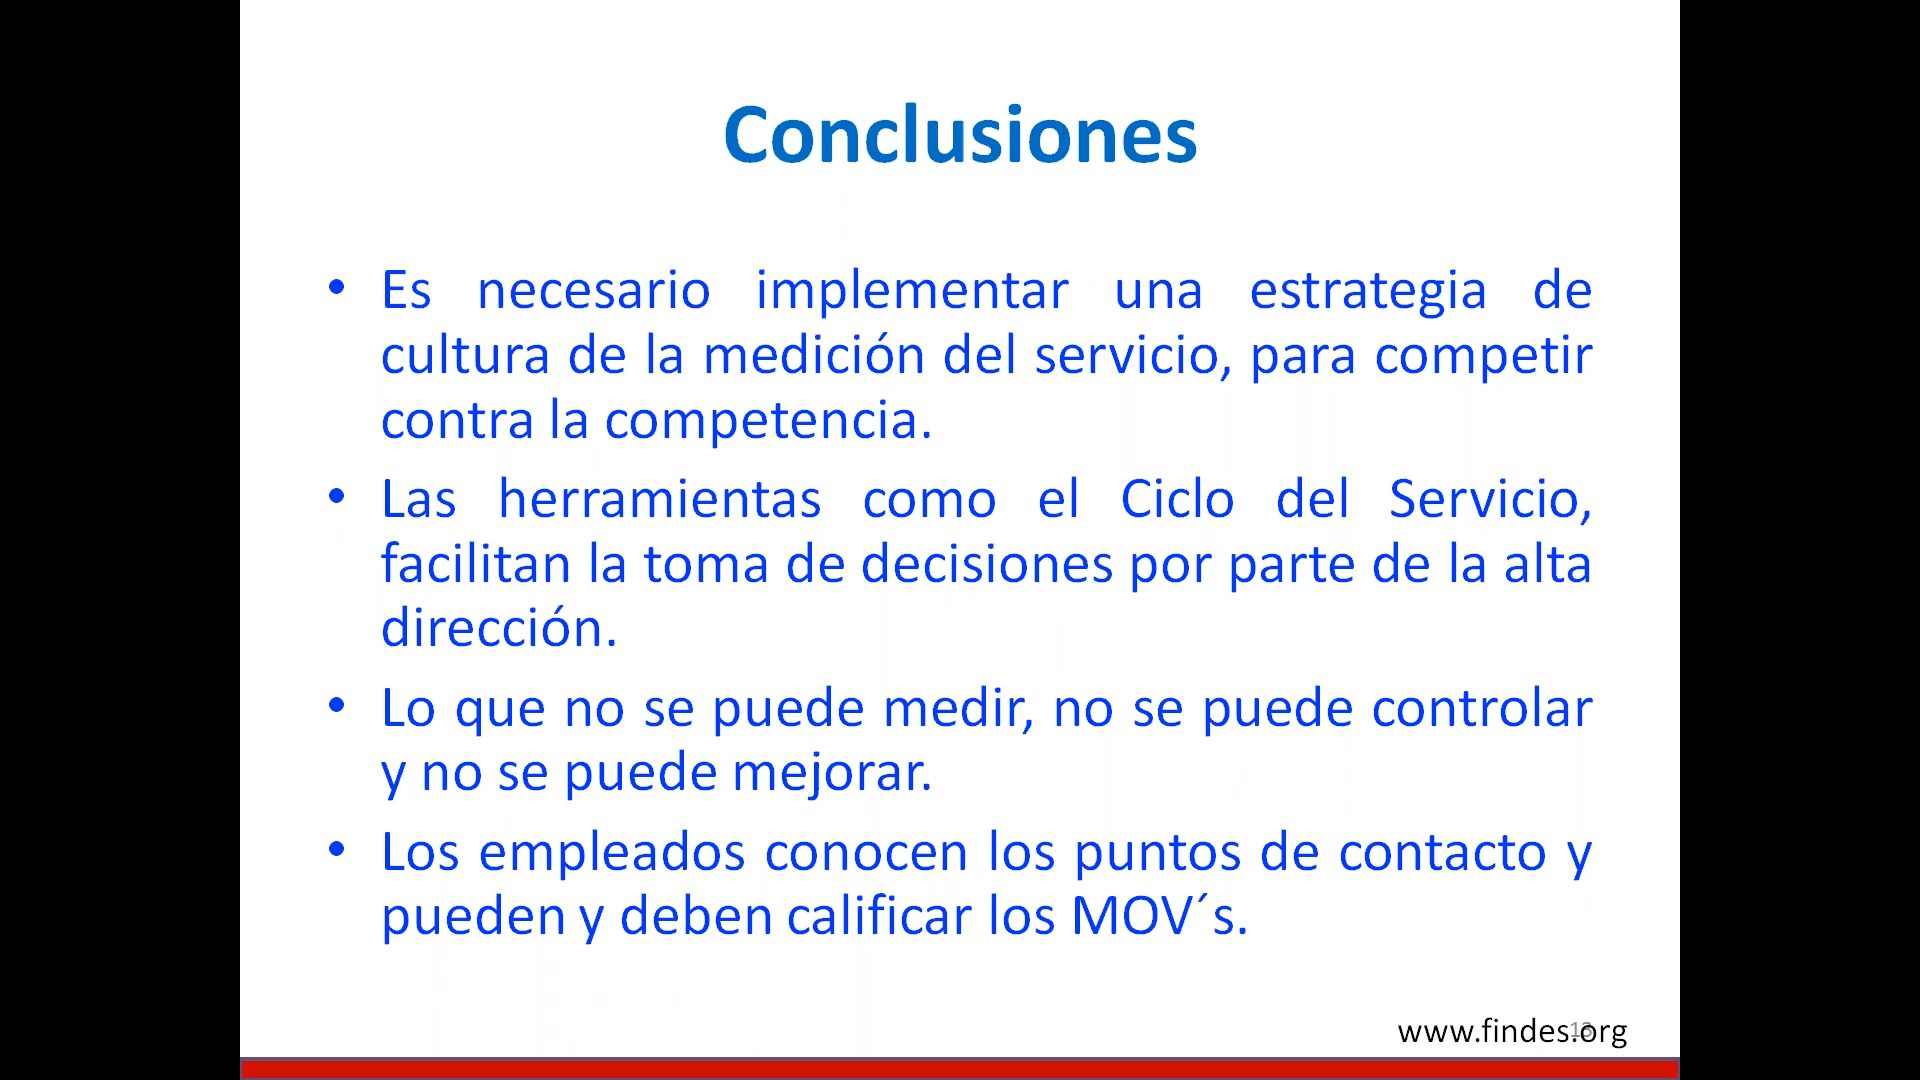 Conclusiones
• Es necesario implementar una estrategia de
cultura de la medición del servicio, para competir
contra la competencia.
• Las herramientas como el Ciclo del Servicio,
facilitan la toma de decisiones por parte de la alta
dirección.
• Lo que no se puede medir, no se puede controlar
y no se puede mejorar.
• Los empleados conocen los puntos de contacto y
pueden y deben calificar los MOV´s.
www.findes.org
13